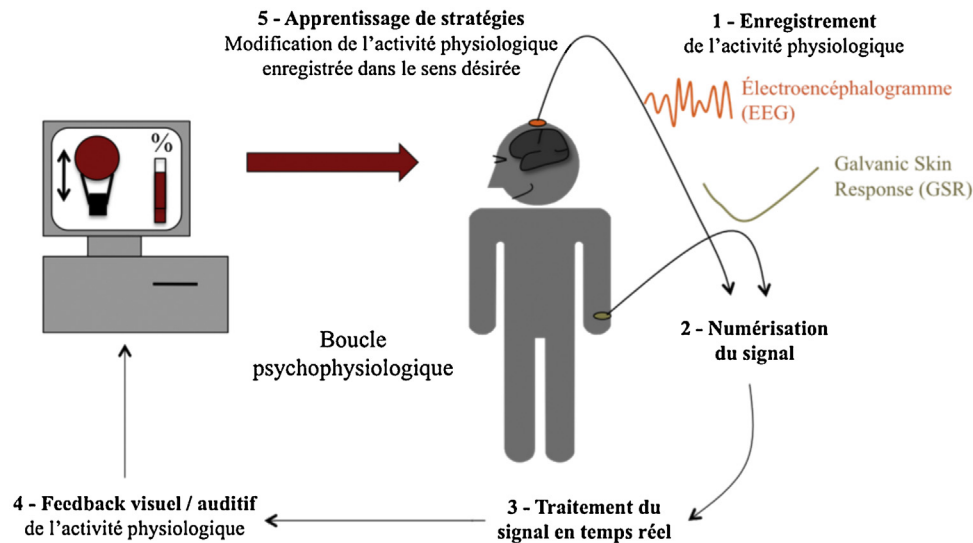 5 - Apprentissage de stratégies
Modification de l’activité physiologique
enregistrée dans le sens désirée
1 - Enregistrement
de l’activité physiologique
Électroencéphalogramme
(EEG)
%
Galvanic Skin
Response (GSR)
2 - Numérisation
du signal
Boucle
psychophysiologique
3 - Traitement du
signal en temps réel
4 - Feedback visuel / auditif
de l’activité physiologique